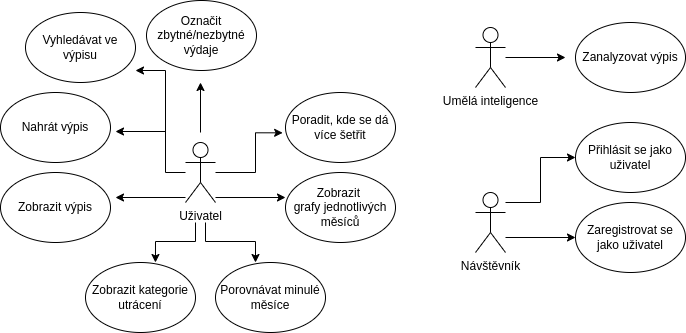 Označit
zbytné/nezbytné
výdaje
Vyhledávat ve
výpisu
Nahrát výpis
Poradit, kde se dá
více šetřit
Zobrazit výpis
Uživatel
Zobrazit
grafy jednotlivých
měsíců
Zobrazit kategorie
utrácení
Porovnávat minulé
měsíce
Umělá inteligence
Zanalyzovat výpis
Přihlásit se jako
uživatel
Zaregistrovat se
jako uživatel
Návštěvník